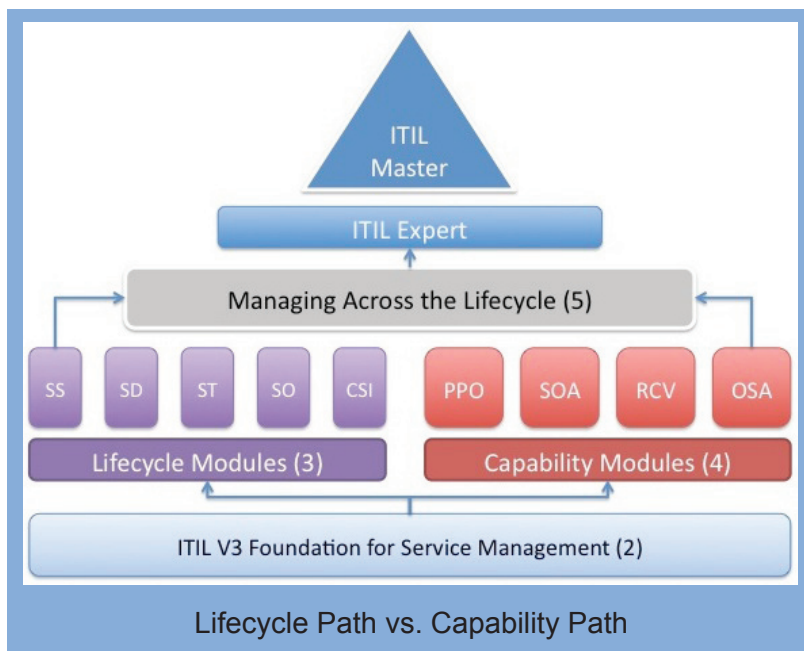 ITIL
Master
ITIL Expert
Managing Across the Lifecycle (5)
SS SD ST SO CSI PPO SOA RCV OSA
Lifecycle Modules (3) Capability Modules (4)
ITIL V3 Foundation for Service Management (2)
Lifecycle Path vs. Capability Path